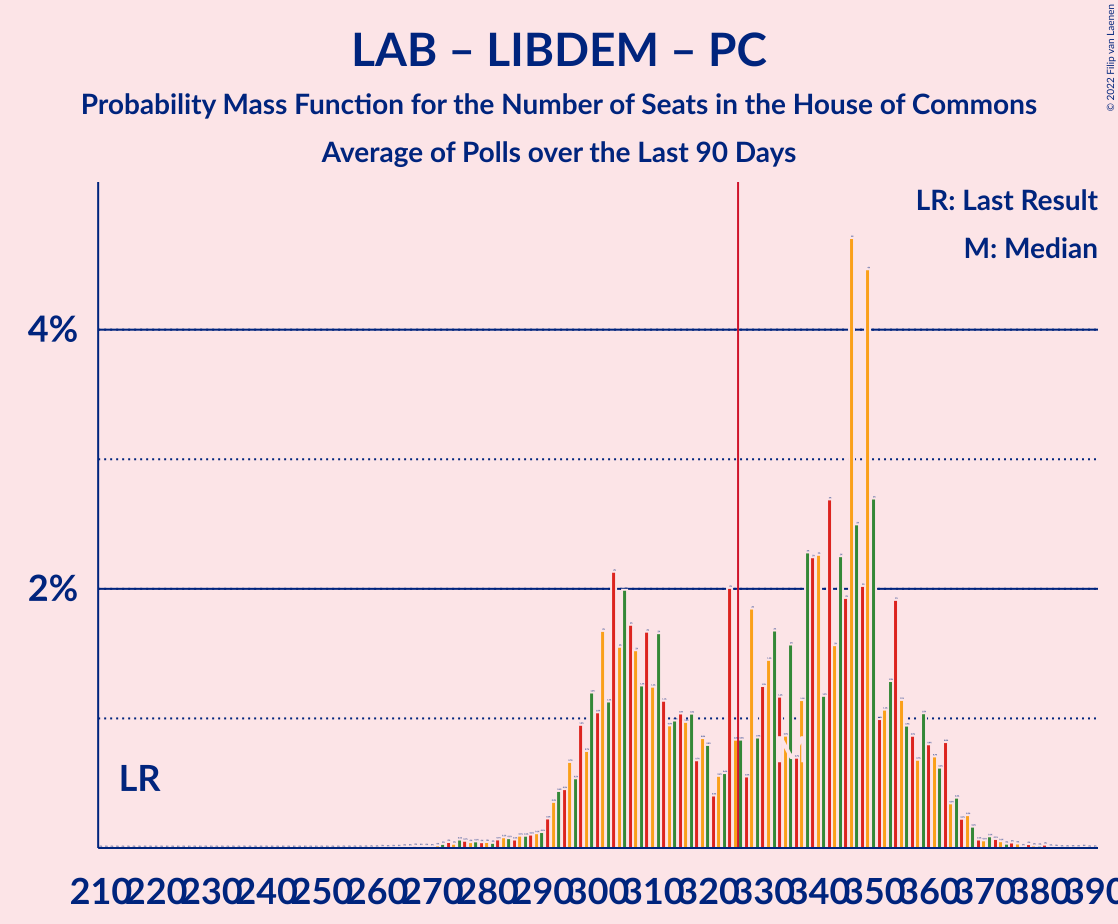 LAB – LIBDEM – PC
Probability Mass Function for the Number of Seats in the House of Commons
Average of Polls over the Last 90 Days
© 2022 Filip van Laenen
LR: Last Result
M: Median
4%
2%
LR
M
210 220 230 240 250 260 270 280 290 300 310 320 330 340 350 360 370 380 390